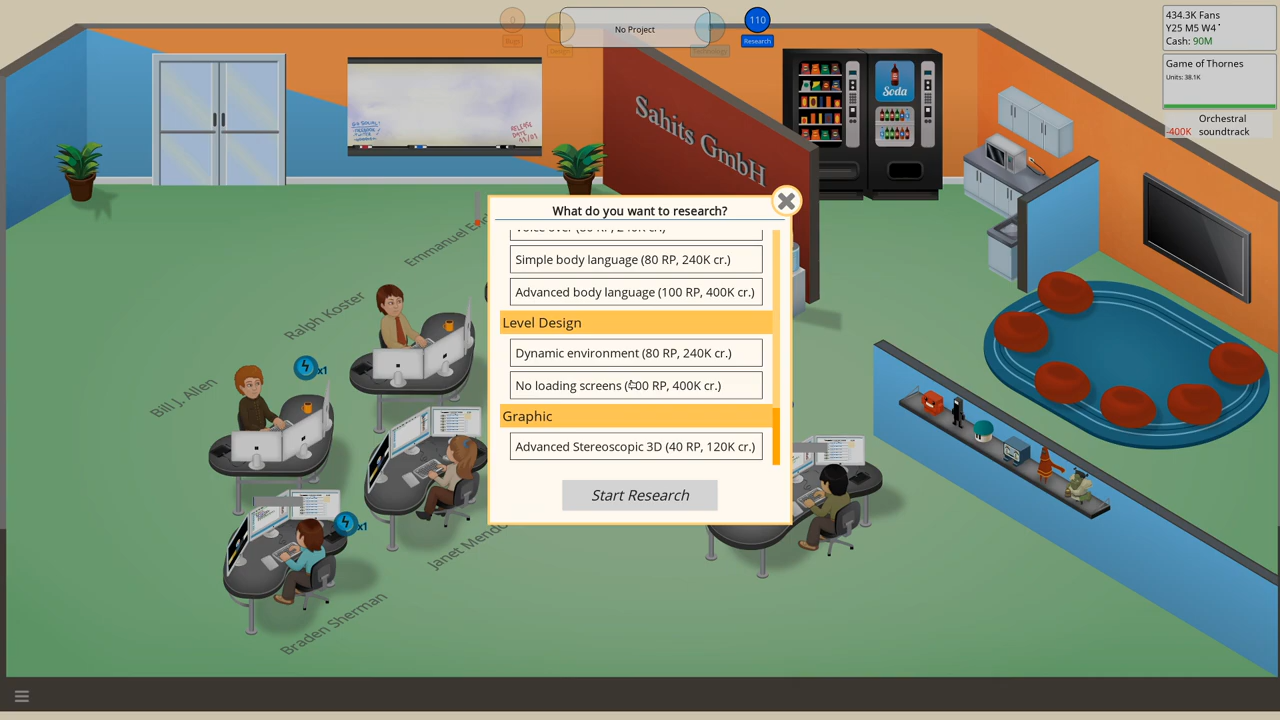 No Project
110
Research
Bugs
434.3K Fans
Y25 M5 W4
Cash: 90M
Game of Thornes
Units: 38.1K
-400K Orchestral
soundtrack
RELEASE
DATE
Soda
Sahits GmbH
What do you want to research?
Simple body language (80 RP, 240K cr.)
Advanced body language (100 RP, 400K cr.)
Level Design
Dynamic environment (80 RP, 240K cr.)
No loading screens (100 RP, 400K cr.)
Graphic
Advanced Stereoscopic 3D (40 RP, 120K cr.)
Start Research
Ralph Koster
Bill J. Allen
x1
x1
Braden Sherman